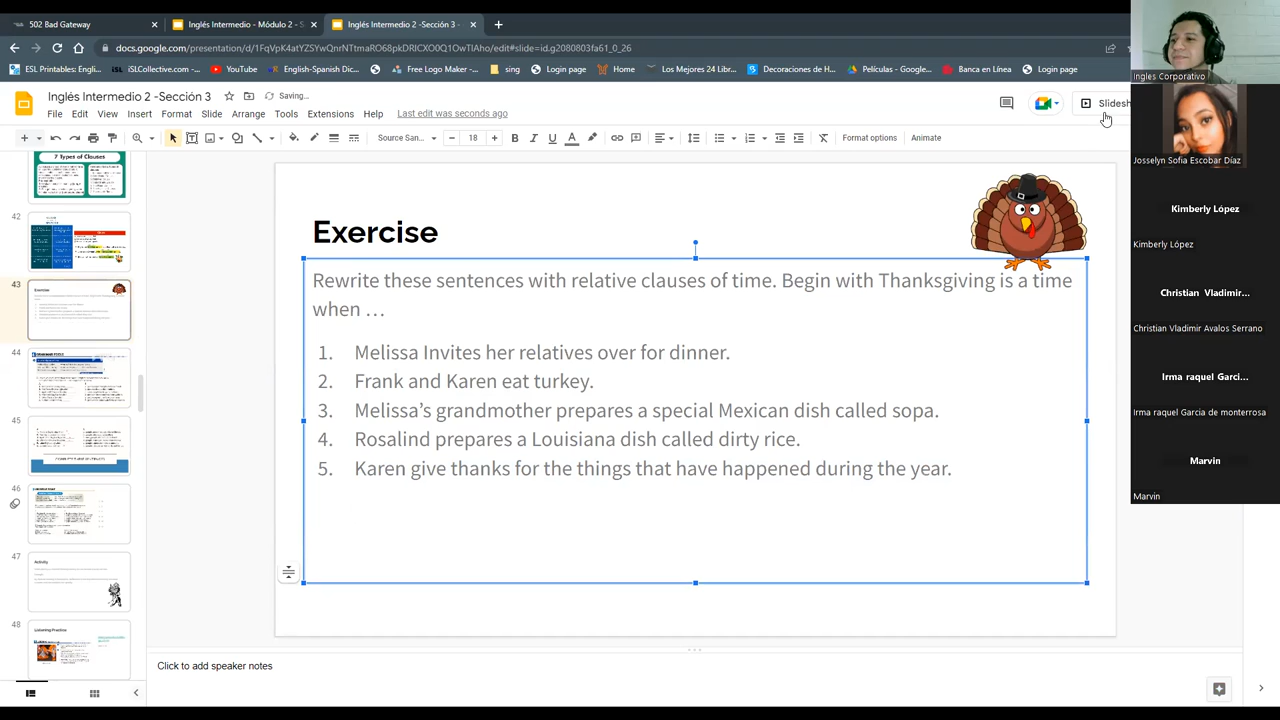 502 Bad Gateway
Inglés Intermedio - Módulo 2 - S
Inglés Intermedio 2 -Sección 3 -
docs.google.com/presentation/d/1FqVpK4atYZSYwQnrNTtmaRO68pkDRICXO0Q1OwTIAho/edit#slide=id.g2080803fa61_0_26
ESL Printables: Engli...
iSLCollective.com -...
YouTube
English-Spanish Dic...
Free Logo Maker -...
Your Surveys - Hom...
Home
Los Mejores 24 Libr...
Decoraciones de H...
Películas - Google...
Banca en Línea
Login page
Inglés Intermedio 2 -Sección 3
Saving...
File Edit View Insert Format Slide Arrange Tools Extensions Help
Last edit was seconds ago
Slidesh
Source San...
18
Format options
Animate
7 Types of Clauses
42
43
44
45
46
47
48
Exercise
Activity
Listening Practice
Exercise
Rewrite these sentences with relative clauses of time. Begin with Thanksgiving is a time
when …
1. Melissa Invites her relatives over for dinner.
2. Frank and Karen eat turkey.
3. Melissa's grandmother prepares a special Mexican dish called sopa.
4. Rosalind prepares a Louisiana dish called dirty rice.
5. Karen give thanks for the things that have happened during the year.
Click to add speaker notes
Ingles Corporativo
Josselyn Sofia Escobar Díaz
Kimberly López
Kimberly López
Christian Vladimir...
Christian Vladimir Avalos Serrano
Irma raquel Garci...
Irma raquel Garcia de monterrosa
Marvin
Marvin